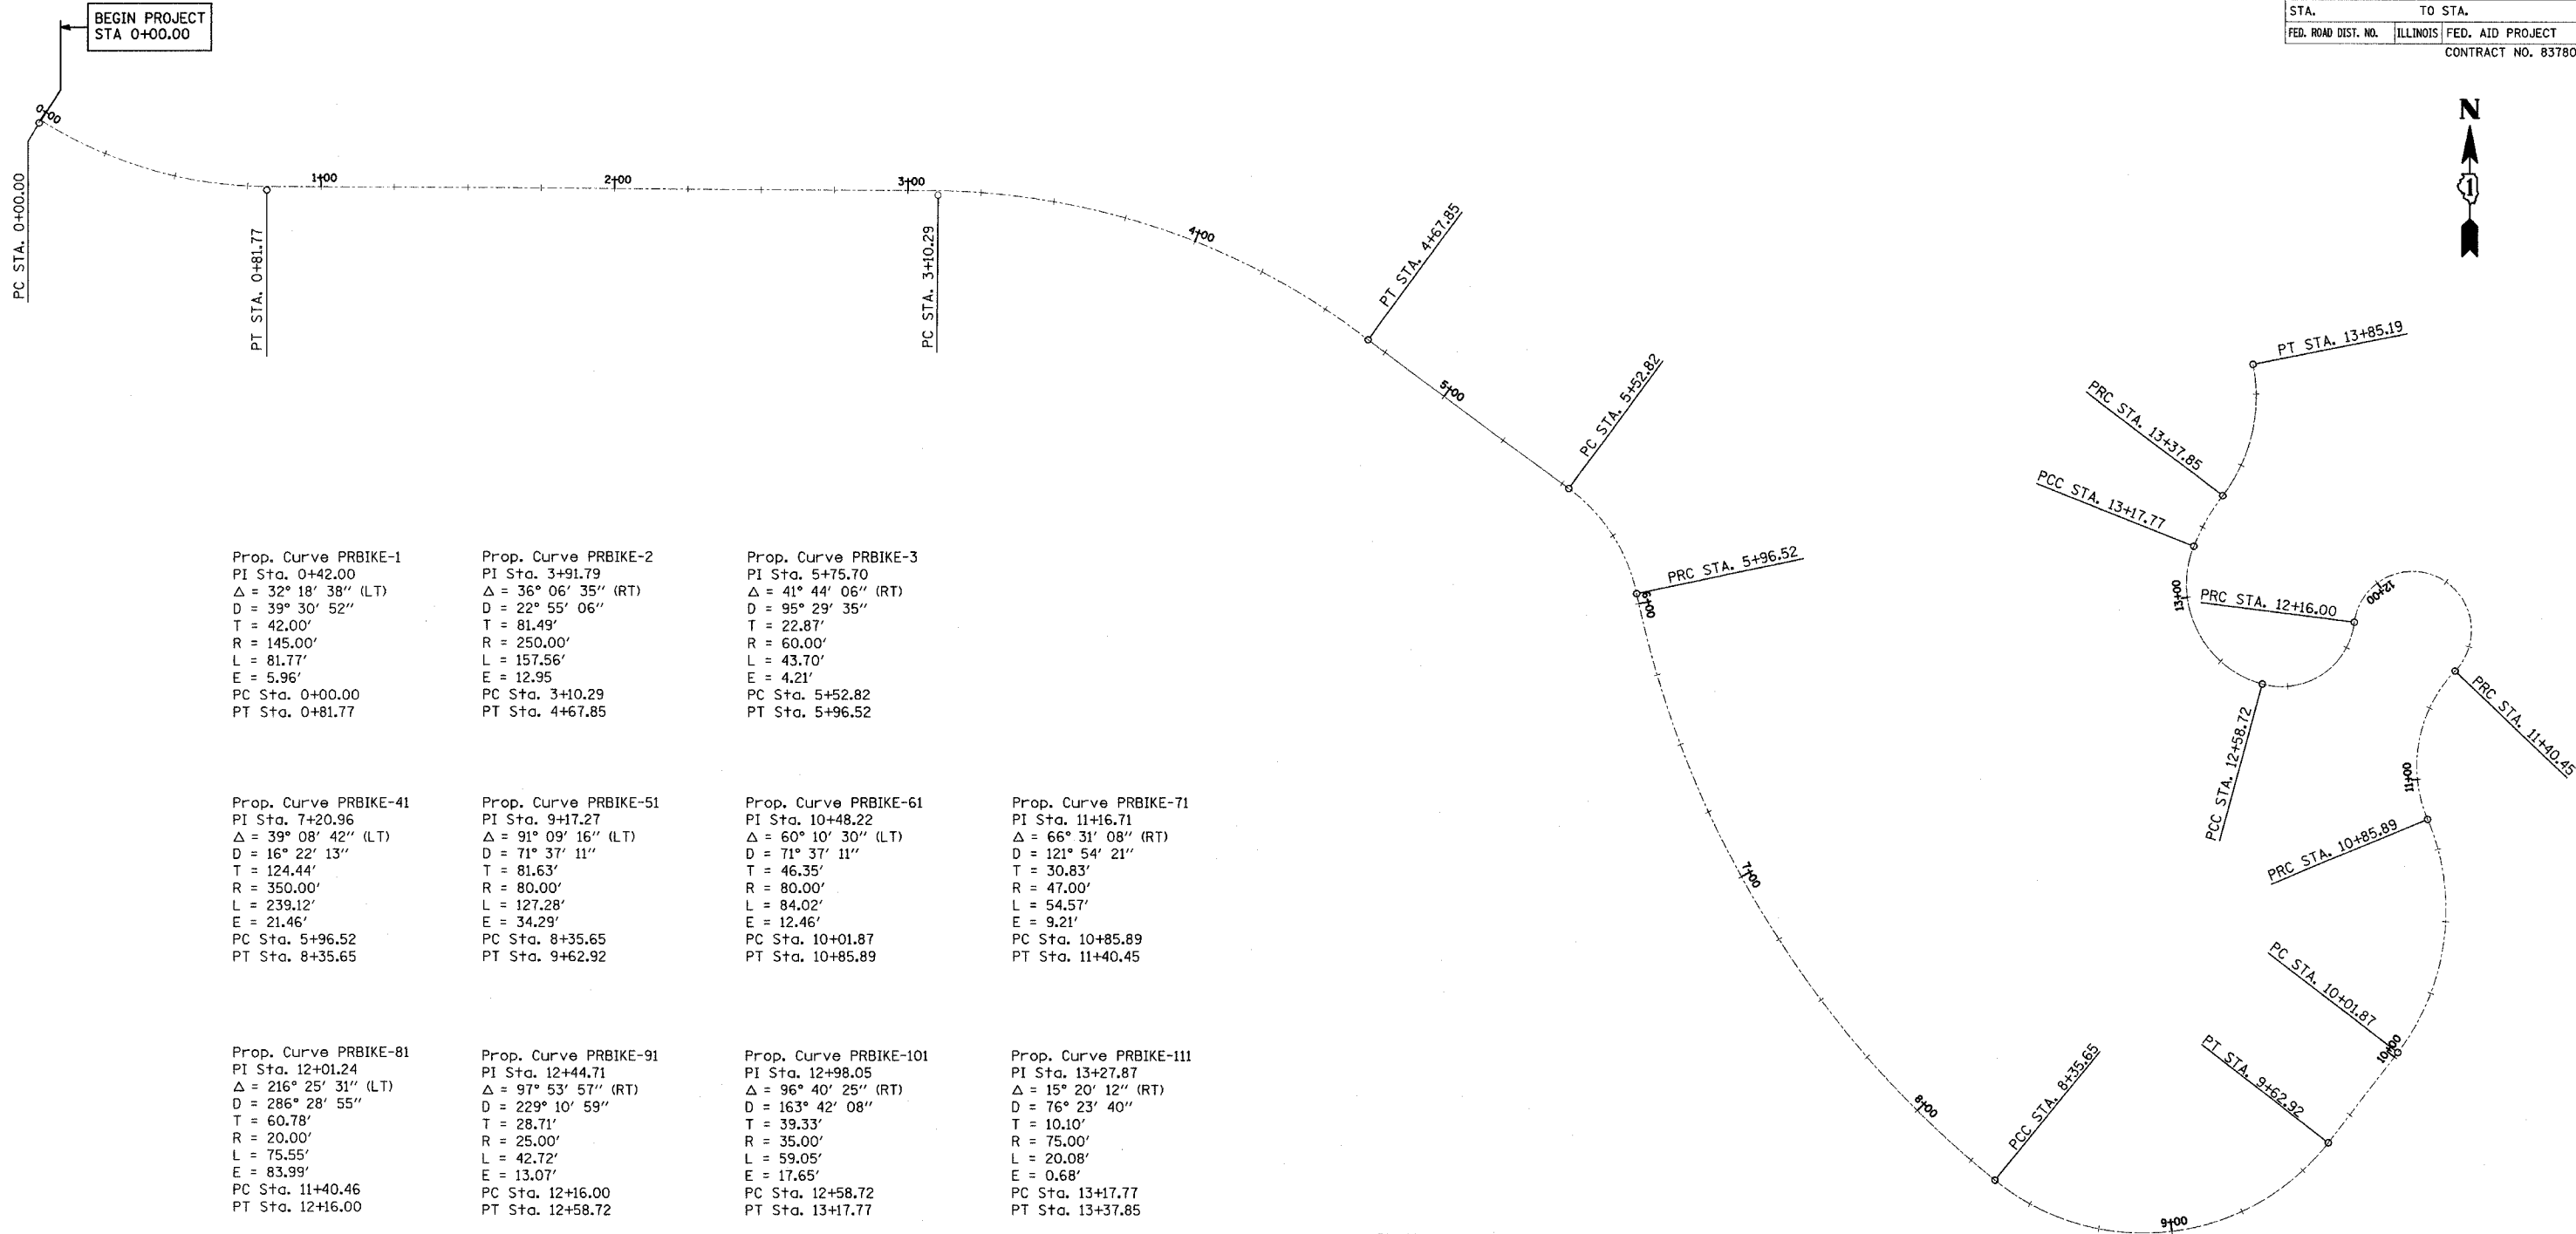 BEGIN PROJECT
STA 0+00.00
STA. TO STA.
FED. ROAD DIST. NO. ILLINOIS FED. AID PROJECT
CONTRACT NO. 83780
N
1
0+00
1+00
2+00
3+00
4+00
5+00
6+00
7+00
8+00
9+00
10+00
11+00
12+00
13+00
PC STA. 0+00.00
PT STA. 0+81.77
PC STA. 3+10.29
PT STA. 4+67.85
PC STA. 5+52.82
PRC STA. 5+96.52
PCC STA. 8+35.65
PT STA. 9+62.92
PC STA. 10+01.87
PRC STA. 10+85.89
PRC STA. 11+40.45
PRC STA. 12+16.00
PCC STA. 12+58.72
PCC STA. 13+17.77
PRC STA. 13+37.85
PT STA. 13+85.19
Prop. Curve PRBIKE-1
PI Sta. 0+42.00
Δ = 32° 18' 38" (LT)
D = 39° 30' 52"
T = 42.00'
R = 145.00'
L = 81.77'
E = 5.96'
PC Sta. 0+00.00
PT Sta. 0+81.77
Prop. Curve PRBIKE-2
PI Sta. 3+91.79
Δ = 36° 06' 35" (RT)
D = 22° 55' 06"
T = 81.49'
R = 250.00'
L = 157.56'
E = 12.95
PC Sta. 3+10.29
PT Sta. 4+67.85
Prop. Curve PRBIKE-3
PI Sta. 5+75.70
Δ = 41° 44' 06" (RT)
D = 95° 29' 35"
T = 22.87'
R = 60.00'
L = 43.70'
E = 4.21'
PC Sta. 5+52.82
PT Sta. 5+96.52
Prop. Curve PRBIKE-41
PI Sta. 7+20.96
Δ = 39° 08' 42" (LT)
D = 16° 22' 13"
T = 124.44'
R = 350.00'
L = 239.12'
E = 21.46'
PC Sta. 5+96.52
PT Sta. 8+35.65
Prop. Curve PRBIKE-51
PI Sta. 9+17.27
Δ = 91° 09' 16" (LT)
D = 71° 37' 11"
T = 81.63'
R = 80.00'
L = 127.28'
E = 34.29'
PC Sta. 8+35.65
PT Sta. 9+62.92
Prop. Curve PRBIKE-61
PI Sta. 10+48.22
Δ = 60° 10' 30" (LT)
D = 71° 37' 11"
T = 46.35'
R = 80.00'
L = 84.02'
E = 12.46'
PC Sta. 10+01.87
PT Sta. 10+85.89
Prop. Curve PRBIKE-71
PI Sta. 11+16.71
Δ = 66° 31' 08" (RT)
D = 121° 54' 21"
T = 30.83'
R = 47.00'
L = 54.57'
E = 9.21'
PC Sta. 10+85.89
PT Sta. 11+40.45
Prop. Curve PRBIKE-81
PI Sta. 12+01.24
Δ = 216° 25' 31" (LT)
D = 286° 28' 55"
T = 60.78'
R = 20.00'
L = 75.55'
E = 83.99'
PC Sta. 11+40.46
PT Sta. 12+16.00
Prop. Curve PRBIKE-91
PI Sta. 12+44.71
Δ = 97° 53' 57" (RT)
D = 229° 10' 59"
T = 28.71'
R = 25.00'
L = 42.72'
E = 13.07'
PC Sta. 12+16.00
PT Sta. 12+58.72
Prop. Curve PRBIKE-101
PI Sta. 12+98.05
Δ = 96° 40' 25" (RT)
D = 163° 42' 08"
T = 39.33'
R = 35.00'
L = 59.05'
E = 17.65'
PC Sta. 12+58.72
PT Sta. 13+17.77
Prop. Curve PRBIKE-111
PI Sta. 13+27.87
Δ = 15° 20' 12" (RT)
D = 76° 23' 40"
T = 10.10'
R = 75.00'
L = 20.08'
E = 0.68'
PC Sta. 13+17.77
PT Sta. 13+37.85